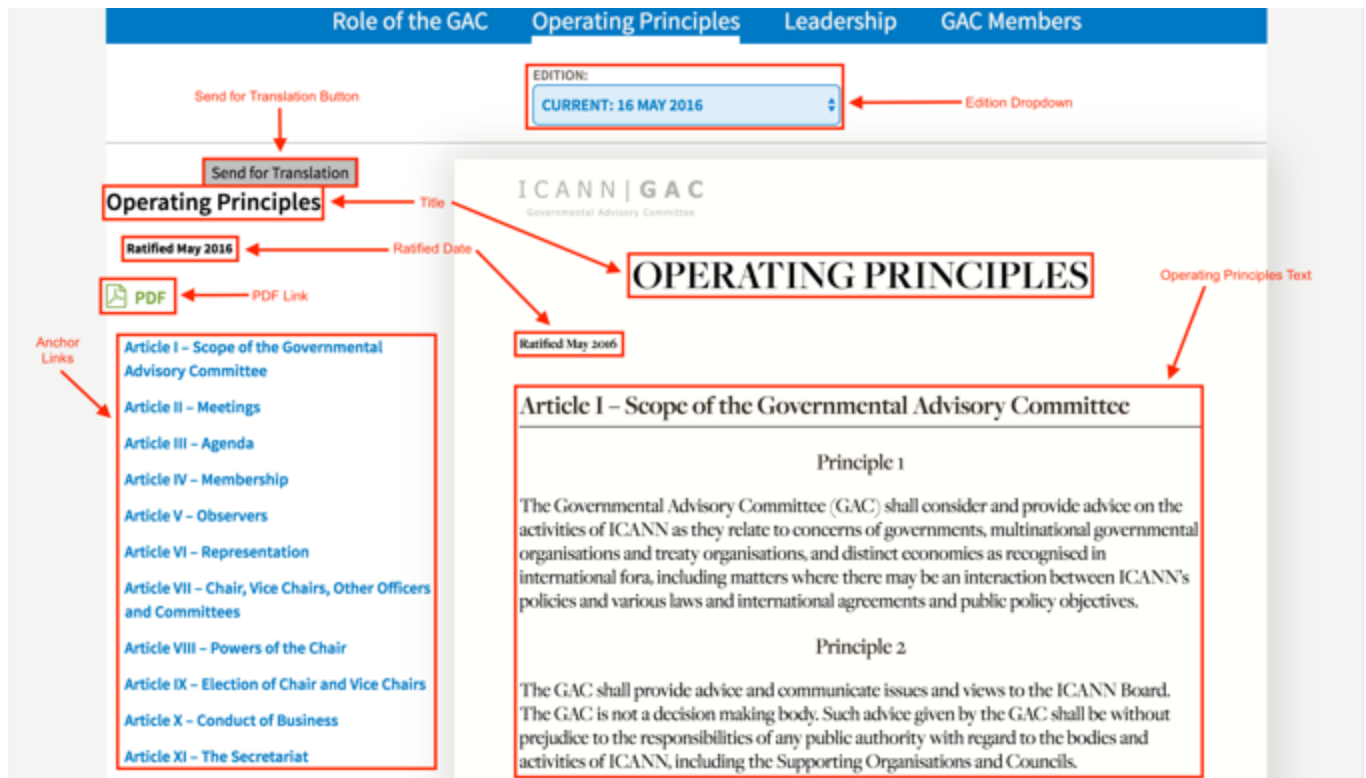 Role of the GAC Operating Principles Leadership GAC Members
EDITION:
CURRENT: 16 MAY 2016
Edition Dropdown
Send for Translation Button
Send for Translation
Operating Principles
Title
Ratified May 2016
Ratified Date
PDF
PDF Link
Anchor
Links
Article I – Scope of the Governmental
Advisory Committee
Article II – Meetings
Article III – Agenda
Article IV – Membership
Article V – Observers
Article VI – Representation
Article VII – Chair, Vice Chairs, Other Officers
and Committees
Article VIII – Powers of the Chair
Article IX – Election of Chair and Vice Chairs
Article X – Conduct of Business
Article XI – The Secretariat
ICANN|GAC
Governmental Advisory Committee
OPERATING PRINCIPLES
Operating Principles Text
Ratified May 2016
Article I – Scope of the Governmental Advisory Committee
Principle 1
The Governmental Advisory Committee (GAC) shall consider and provide advice on the
activities of ICANN as they relate to concerns of governments, multinational governmental
organisations and treaty organisations, and distinct economies as recognised in
international fora, including matters where there may be an interaction between ICANN's
policies and various laws and international agreements and public policy objectives.
Principle 2
The GAC shall provide advice and communicate issues and views to the ICANN Board.
The GAC is not a decision making body. Such advice given by the GAC shall be without
prejudice to the responsibilities of any public authority with regard to the bodies and
activities of ICANN, including the Supporting Organisations and Councils.